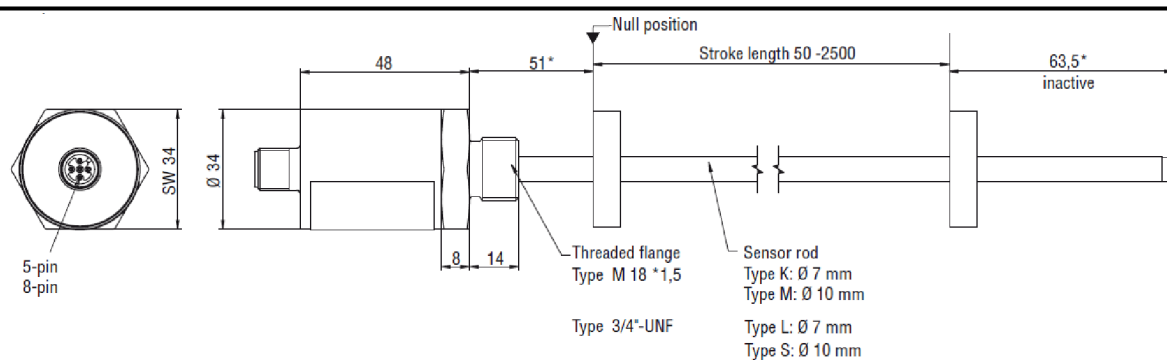 Null position
48
51*
Stroke length 50 -2500
63,5*
inactive
SW 34
Ø 34
5-pin
8-pin
8
14
Threaded flange
Type M 18 *1,5
Type 3/4"-UNF
Sensor rod
Type K: Ø 7 mm
Type M: Ø 10 mm
Type L: Ø 7 mm
Type S: Ø 10 mm